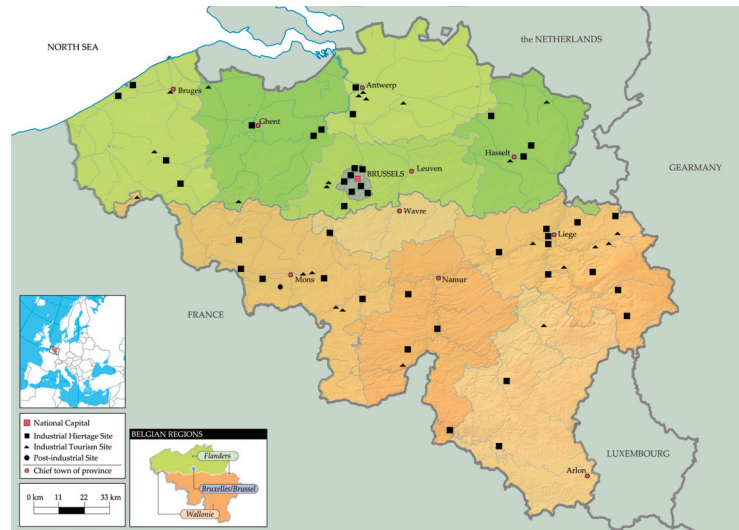 the NETHERLANDS
NORTH SEA
Bruges
Antwerp
Ghent
Hasselt
BRUSSELS
Leuven
GEARMANY
Wavre
Liege
Mons
Namur
FRANCE
LUXEMBOURG
Arlon
National Capital
Industrial Hiertage Site
Industrial Tourism Site
Post-industrial Site
Chief town of province
0 km 11 22 33 km
BELGIAN REGIONS
Flanders
Bruxelles/Brussel
Wallonie